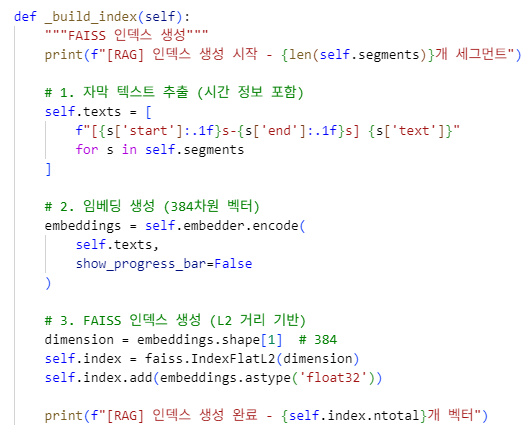 def _build_index(self):
    """FAISS 인덱스 생성"""
    print(f"[RAG] 인덱스 생성 시작 - {len(self.segments)}개 세그먼트")

    # 1. 자막 텍스트 추출 (시간 정보 포함)
    self.texts = [
        f"[{s['start']:.1f}s-{s['end']:.1f}s] {s['text']}"
        for s in self.segments
    ]

    # 2. 임베딩 생성 (384차원 벡터)
    embeddings = self.embedder.encode(
        self.texts,
        show_progress_bar=False
    )

    # 3. FAISS 인덱스 생성 (L2 거리 기반)
    dimension = embeddings.shape[1]  # 384
    self.index = faiss.IndexFlatL2(dimension)
    self.index.add(embeddings.astype('float32'))

    print(f"[RAG] 인덱스 생성 완료 - {self.index.ntotal}개 벡터")